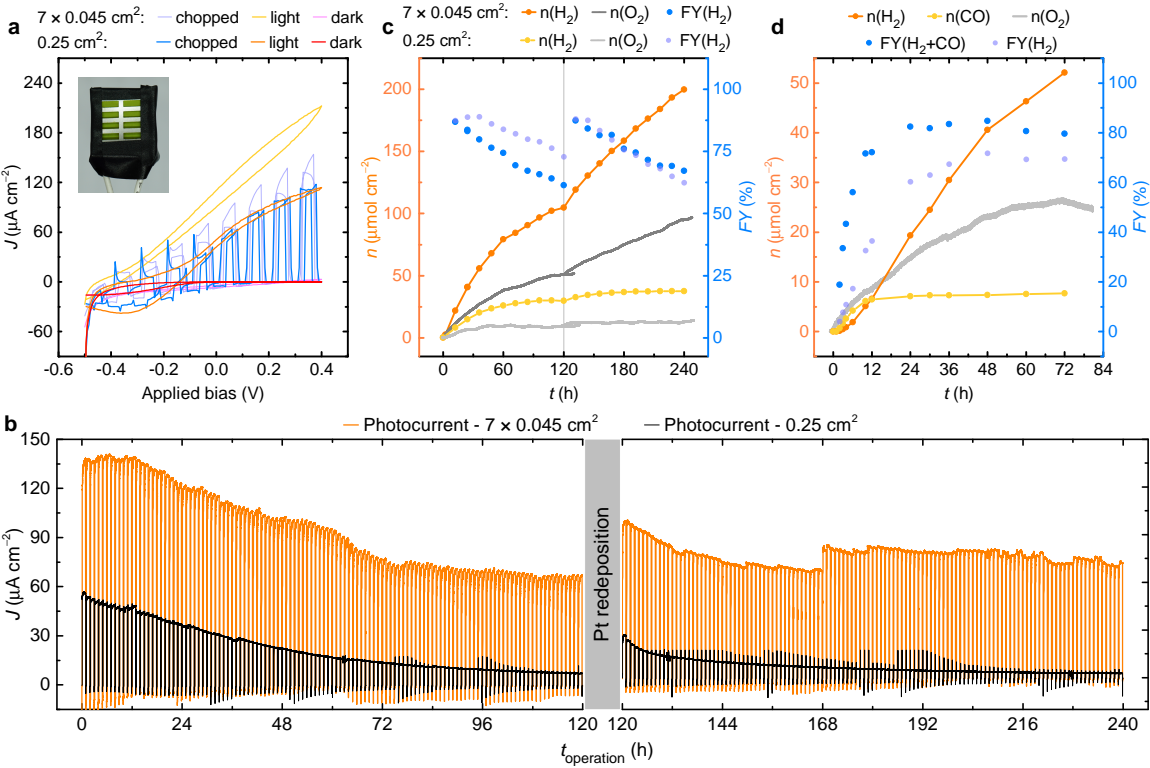 a
7 × 0.045 cm²: chopped light dark
0.25 cm²: chopped light dark
240
180
120
60
0
-60
J (µA cm⁻²)
-0.6 -0.4 -0.2 0.0 0.2 0.4
Applied bias (V)
c
7 × 0.045 cm²: n(H₂) n(O₂) FY(H₂)
0.25 cm²: n(H₂) n(O₂) FY(H₂)
200
150
100
50
0
n (µmol cm⁻²)
100
75
50
25
0
FY (%)
0 60 120 180 240
t (h)
d
n(H₂) n(CO) n(O₂)
FY(H₂+CO) FY(H₂)
50
40
30
20
10
0
n (µmol cm⁻²)
100
80
60
40
20
0
FY (%)
0 12 24 36 48 60 72 84
t (h)
b
Photocurrent - 7 × 0.045 cm² Photocurrent - 0.25 cm²
150
120
90
60
30
0
J (µA cm⁻²)
Pt redeposition
0 24 48 72 96 120 120 144 168 192 216 240
t_operation (h)